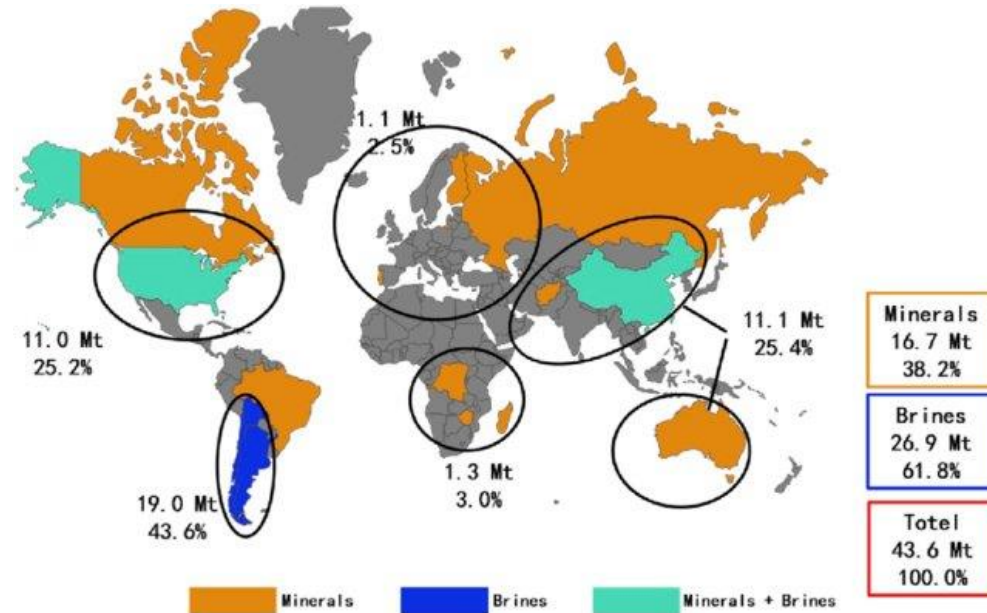 1.1 Mt
2.5%
11.0 Mt
25.2%
11.1 Mt
25.4%
1.3 Mt
3.0%
19.0 Mt
43.6%
Minerals
16.7 Mt
38.2%
Brines
26.9 Mt
61.8%
Totel
43.6 Mt
100.0%
Minerals
Brines
Minerals + Brines